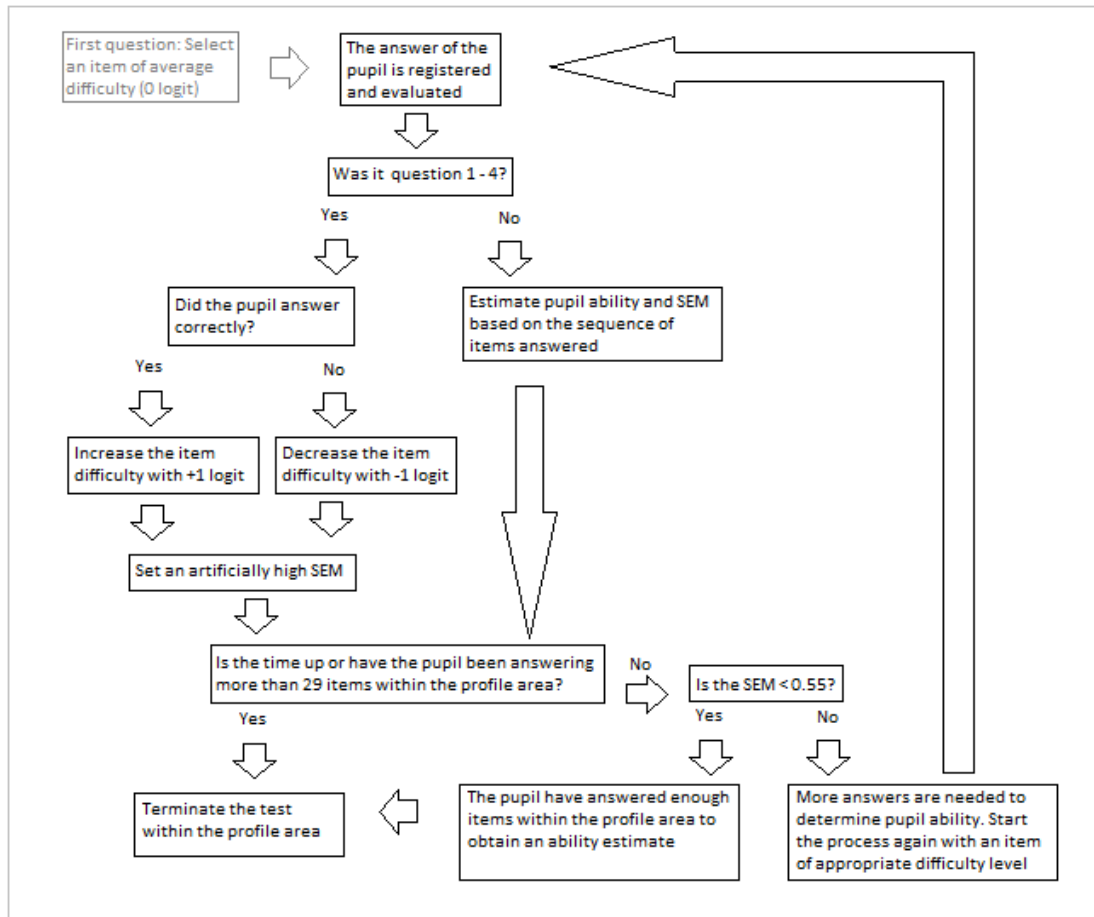 First question: Select
an item of average
difficulty (0 logit)
The answer of the
pupil is registered
and evaluated
Was it question 1 - 4?
Yes
No
Did the pupil answer
correctly?
Estimate pupil ability and SEM
based on the sequence of
items answered
Yes
No
Increase the item
difficulty with +1 logit
Decrease the item
difficulty with -1 logit
Set an artificially high SEM
Is the time up or have the pupil been answering
more than 29 items within the profile area?
No
Is the SEM < 0.55?
Yes
Yes
No
Terminate the test
within the profile area
The pupil have answered enough
items within the profile area to
obtain an ability estimate
More answers are needed to
determine pupil ability. Start
the process again with an item
of appropriate difficulty level